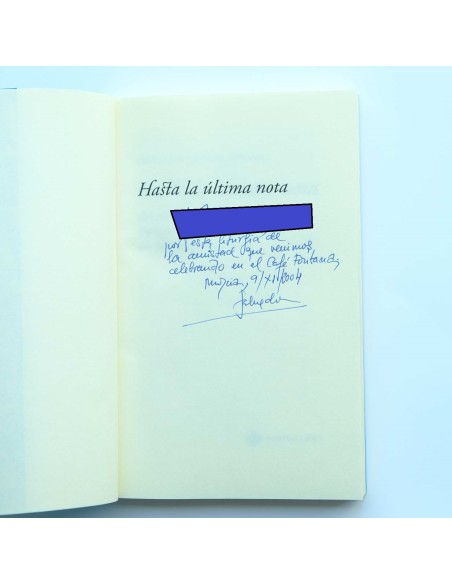 Hasta la última nota
por esta liturgia de
la amistad que venimos
celebrando en el Café Fontana,
Murcia, 9/XII/2004